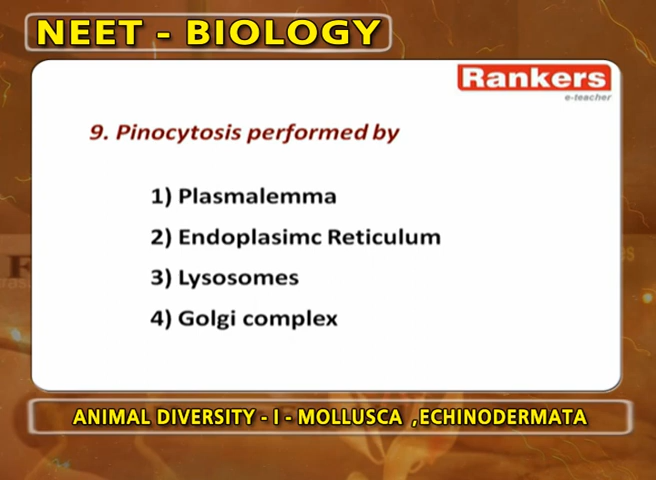 NEET - BIOLOGY
Rankers
e-teacher
9. Pinocytosis performed by
1) Plasmalemma
2) Endoplasimc Reticulum
3) Lysosomes
4) Golgi complex
ANIMAL DIVERSITY - I - MOLLUSCA ,ECHINODERMATA